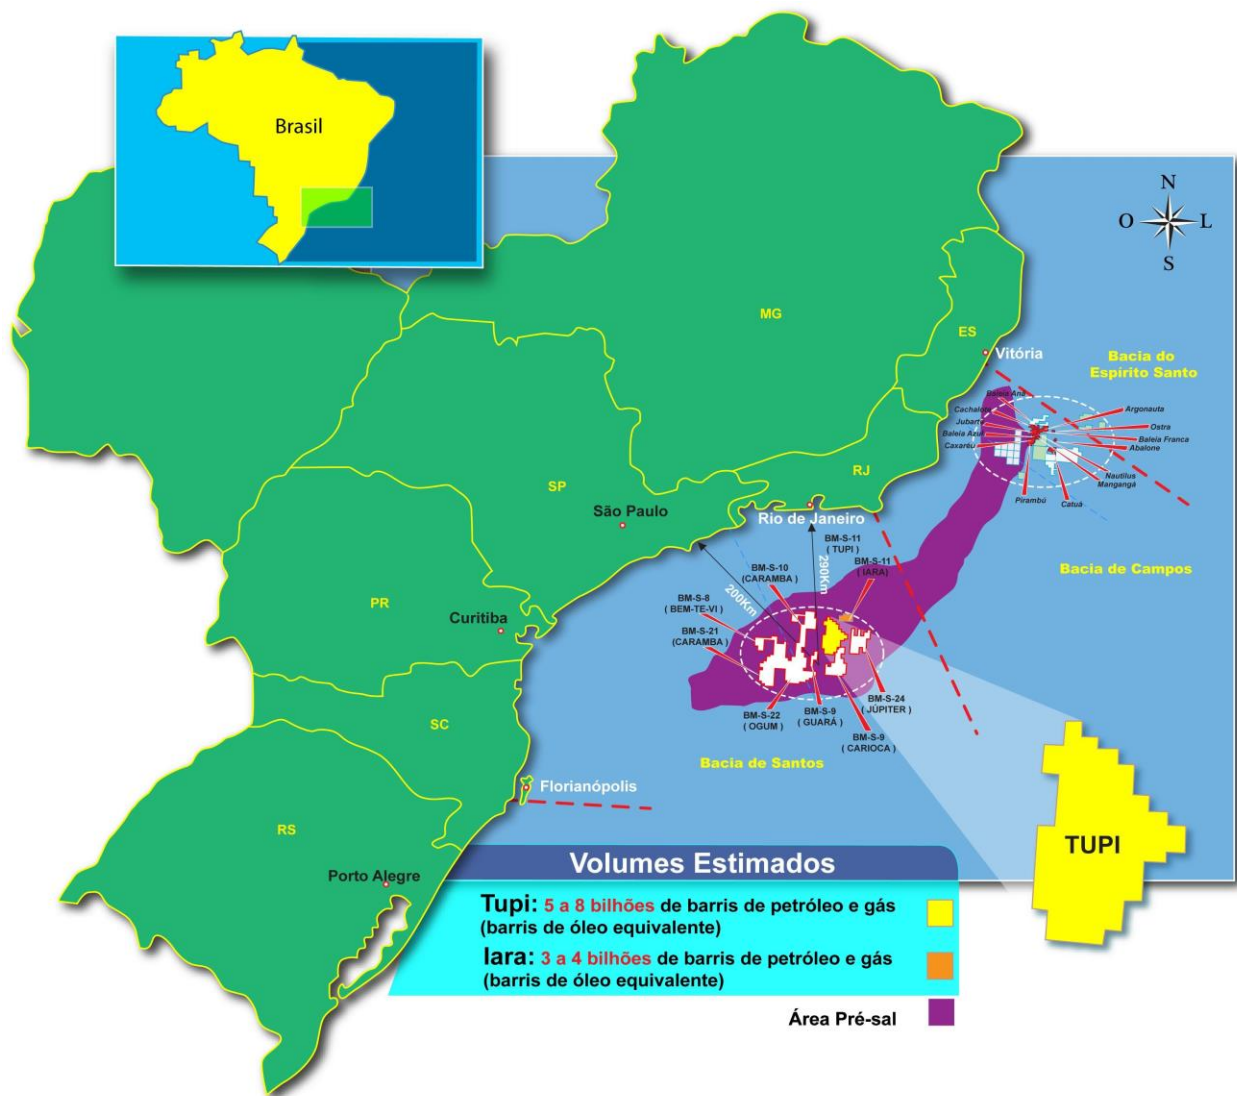 Brasil
N
O
L
S
MG
ES
Vitória
Bacia do
Espírito Santo
Baleia Anã
Cachalote
Jubarte
Baleia Azul
Caxaréu
Argonauta
Ostra
Baleia Franca
Abalone
Nautilus
Mangangá
Pirambú
Catuá
RJ
SP
São Paulo
Rio de Janeiro
BM-S-11
( TUPI )
BM-S-11
( IARA)
BM-S-10
(CARAMBA )
290Km
200Km
Bacia de Campos
BM-S-8
( BEM-TE-VI )
BM-S-21
(CARAMBA )
PR
Curitiba
BM-S-24
( JÚPITER )
BM-S-22
( OGUM )
BM-S-9
( GUARÁ )
BM-S-9
( CARIOCA )
SC
Bacia de Santos
Florianópolis
RS
Porto Alegre
TUPI
Volumes Estimados
Tupi: 5 a 8 bilhões de barris de petróleo e gás
(barris de óleo equivalente)
Iara: 3 a 4 bilhões de barris de petróleo e gás
(barris de óleo equivalente)
Área Pré-sal